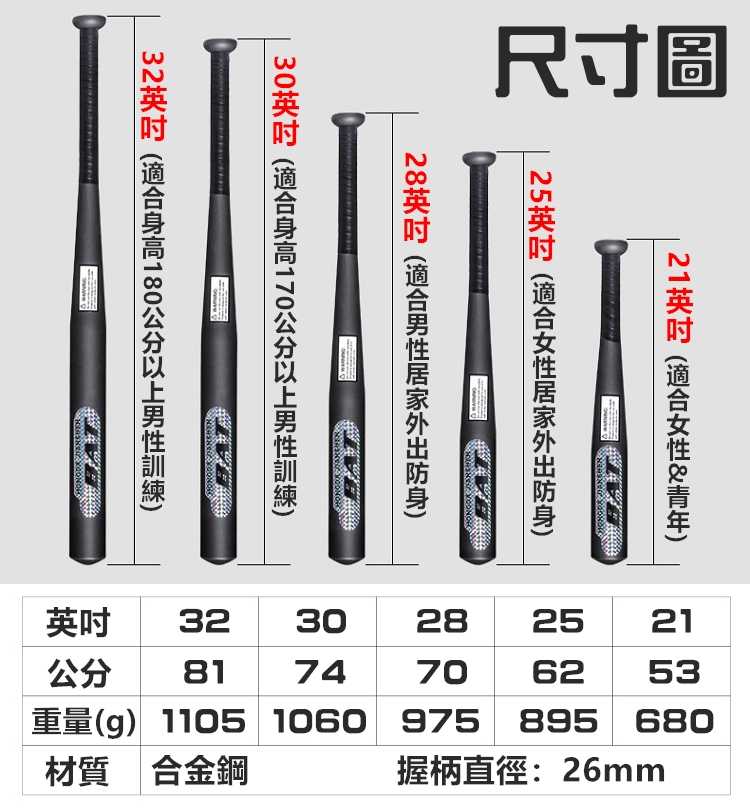 尺寸圖
32英吋 (適合身高180公分以上男性訓練)
30英吋 (適合身高170公分以上男性訓練)
28英吋 (適合男性居家外出防身)
25英吋 (適合女性居家外出防身)
21英吋 (適合女性&青年)
WARNING
BAT
WARNING
BAT
WARNING
BAT
WARNING
BAT
WARNING
BAT
英吋 32 30 28 25 21
公分 81 74 70 62 53
重量(g) 1105 1060 975 895 680
材質 合金鋼 握柄直徑：26mm